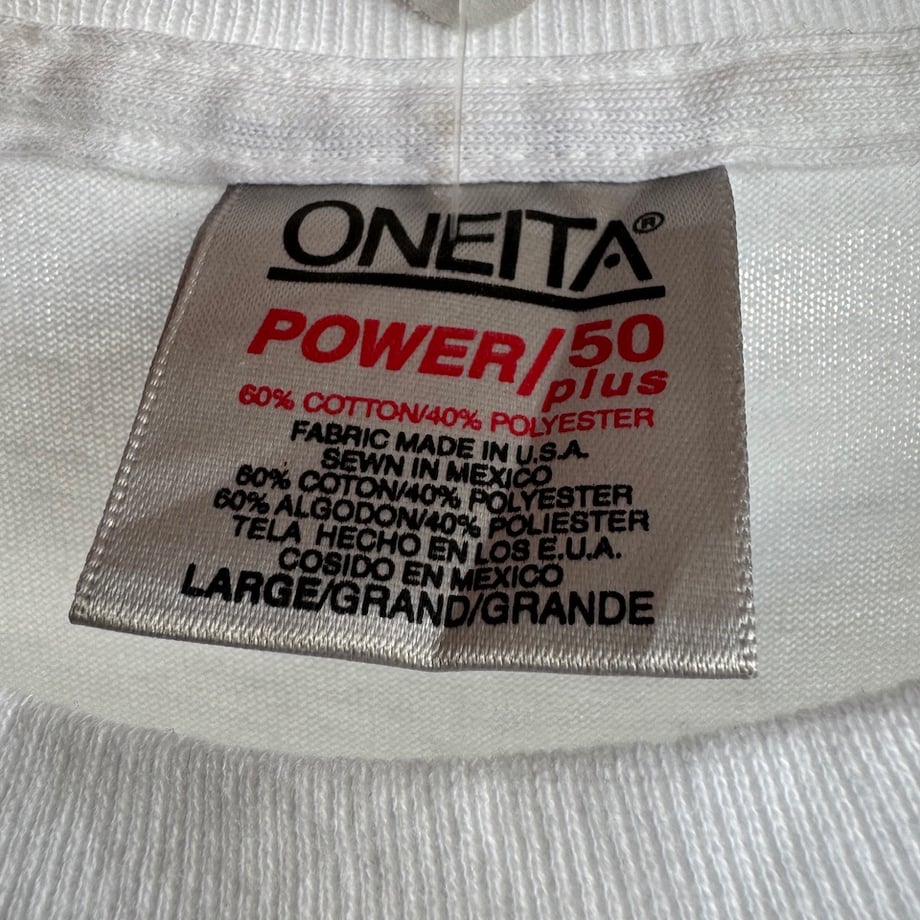 ONEITA®
POWER/50 plus
60% COTTON/40% POLYESTER
FABRIC MADE IN U.S.A.
SEWN IN MEXICO
60% COTON/40% POLYESTER
60% ALGODON/40% POLIESTER
TELA HECHO EN LOS E.U.A.
COSIDO EN MEXICO
LARGE/GRAND/GRANDE